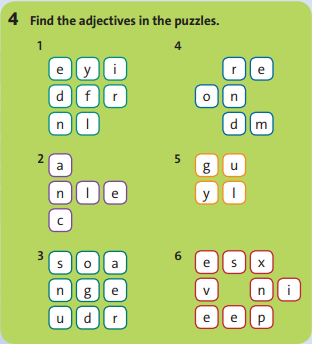 4 Find the adjectives in the puzzles.
1
e y i
d f r
n l
2
a
n l e
c
3
s o a
n g e
u d r
4
r e
o n
d m
5
g u
y l
6
e s x
v n i
e e p